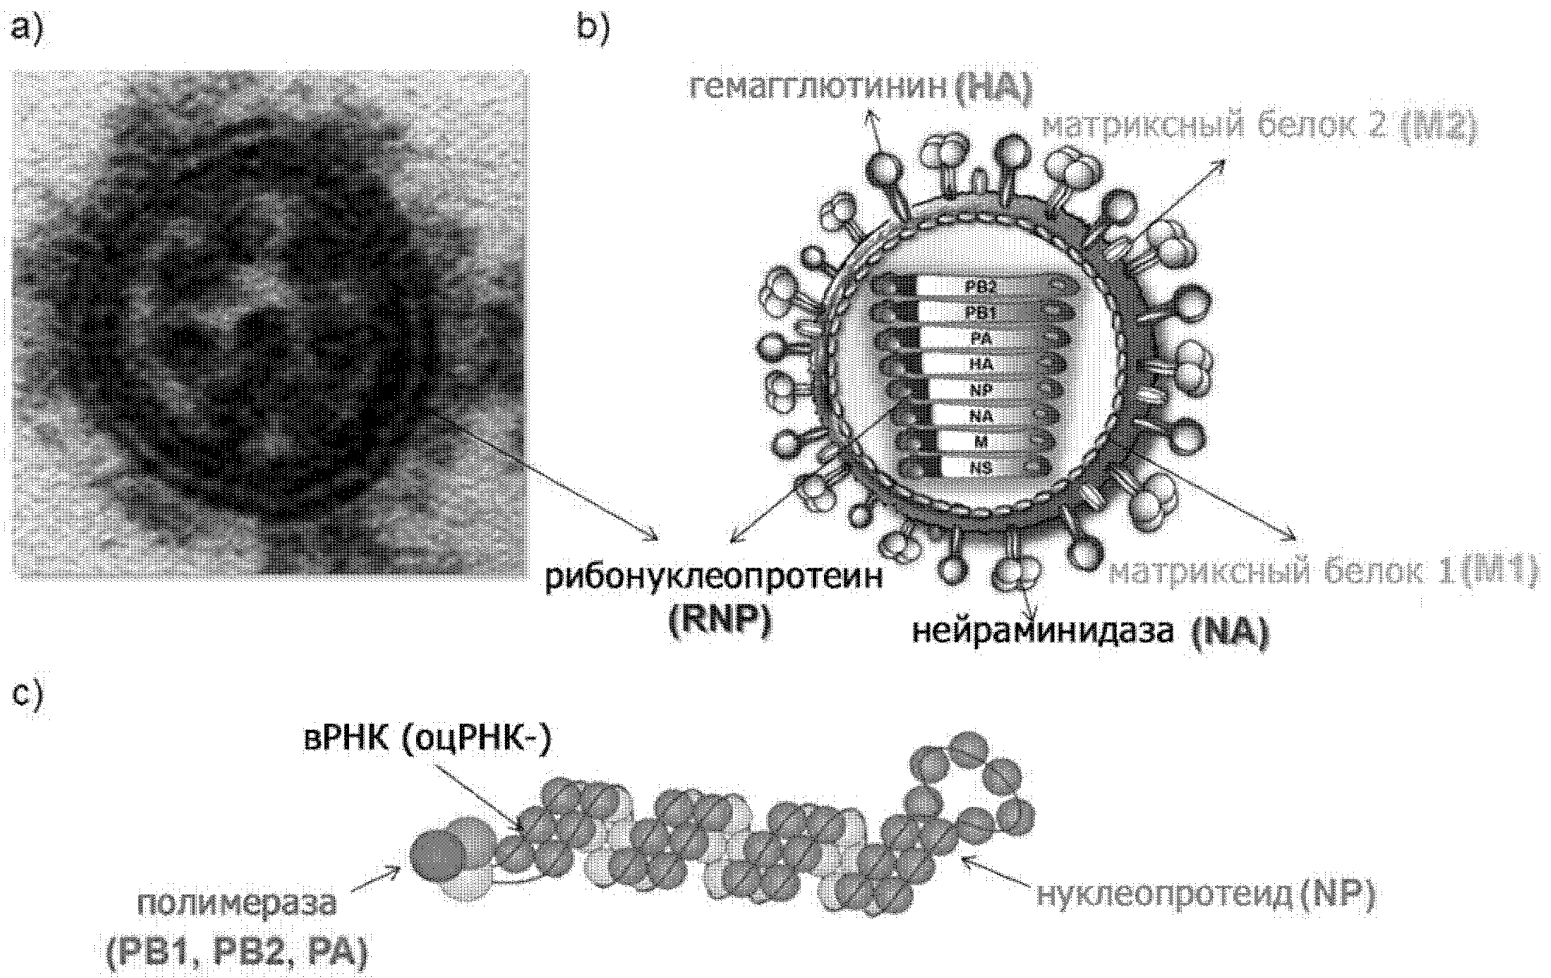 a)
b)
гемагглютинин (HA)
матриксный белок 2 (M2)
PB2
PB1
PA
HA
NP
NA
M
NS
рибонуклеопротеин
(RNP)
матриксный белок 1 (M1)
нейраминидаза (NA)
c)
вРНК (оцРНК-)
полимераза
(PB1, PB2, PA)
нуклеопротеид (NP)